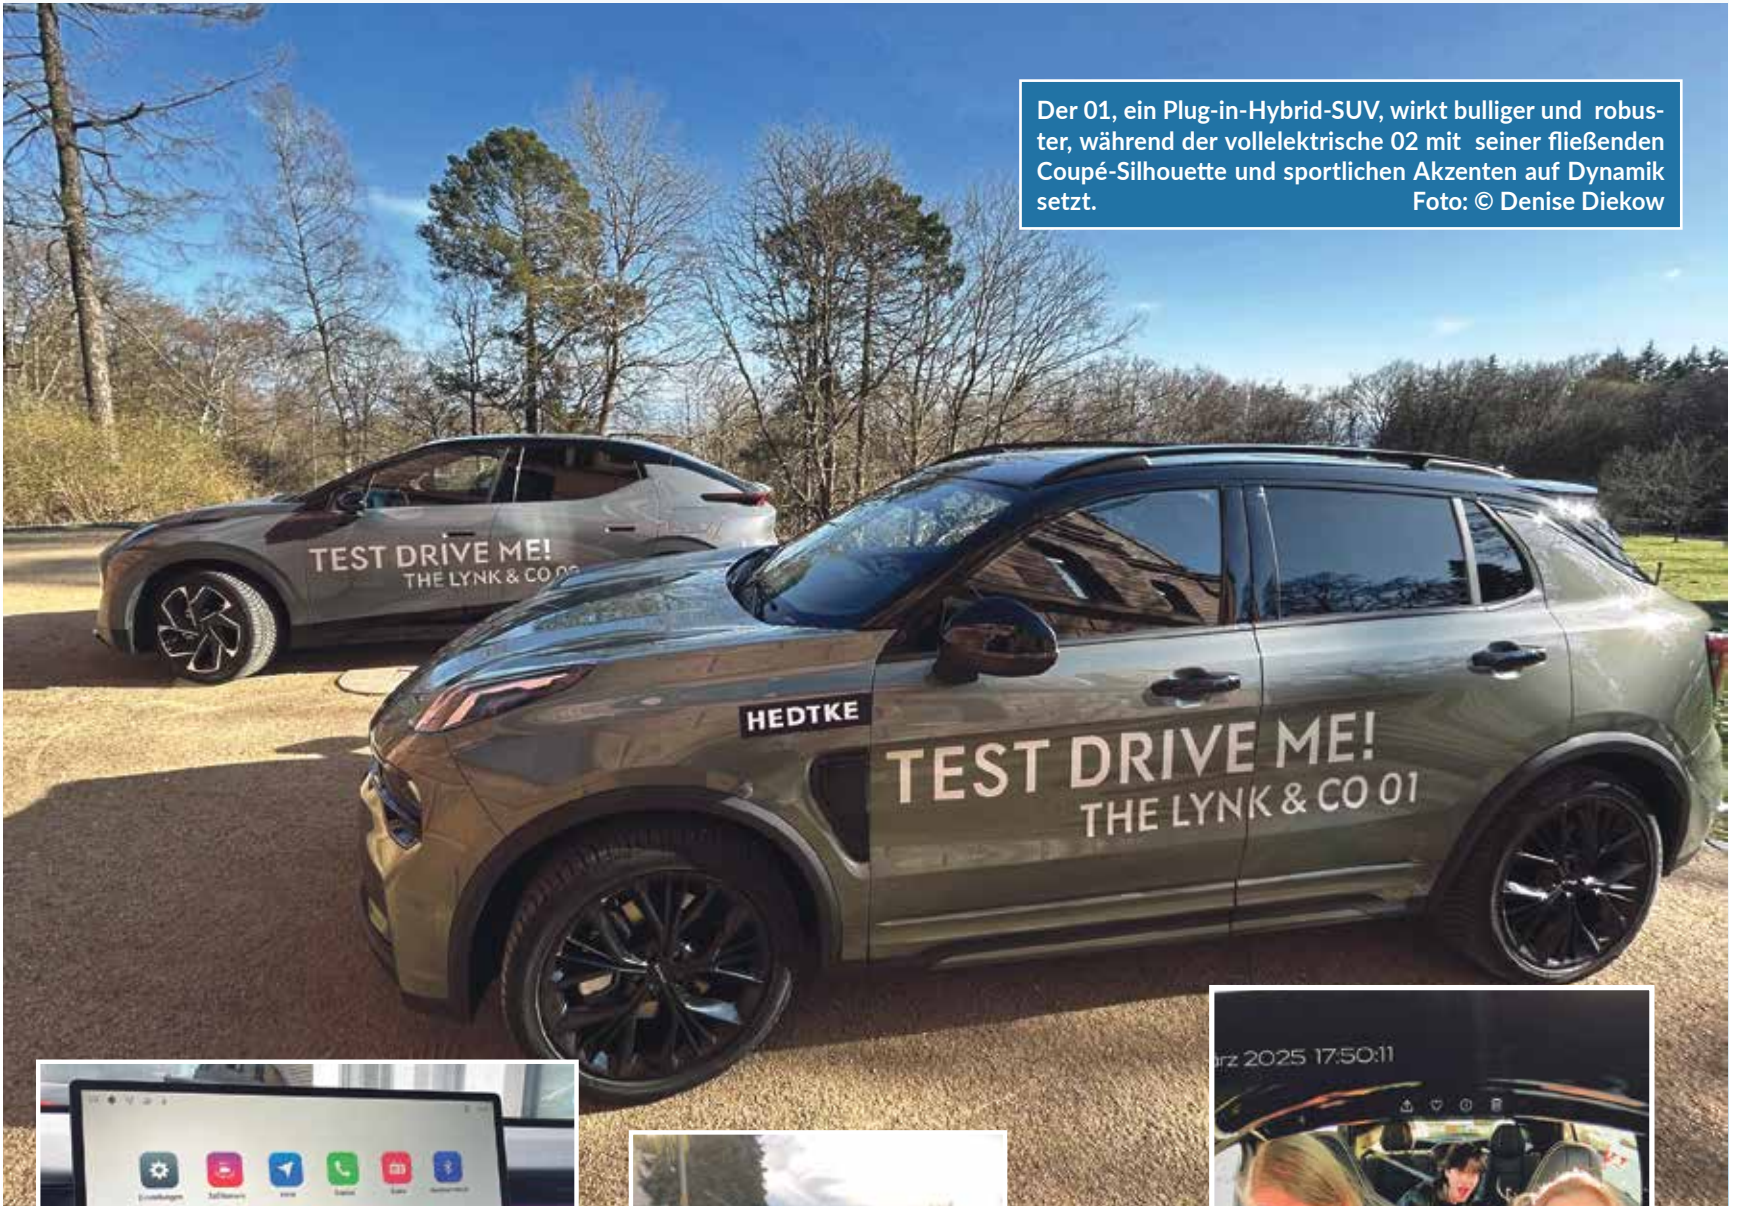 Der 01, ein Plug-in-Hybrid-SUV, wirkt bulliger und robus-
ter, während der vollelektrische 02 mit seiner fließenden
Coupé-Silhouette und sportlichen Akzenten auf Dynamik
setzt. Foto: © Denise Diekow
TEST DRIVE ME!
THE LYNK & CO
HEDTKE
TEST DRIVE ME!
THE LYNK & CO 01
rz 2025 17:50:11
Einstellungen